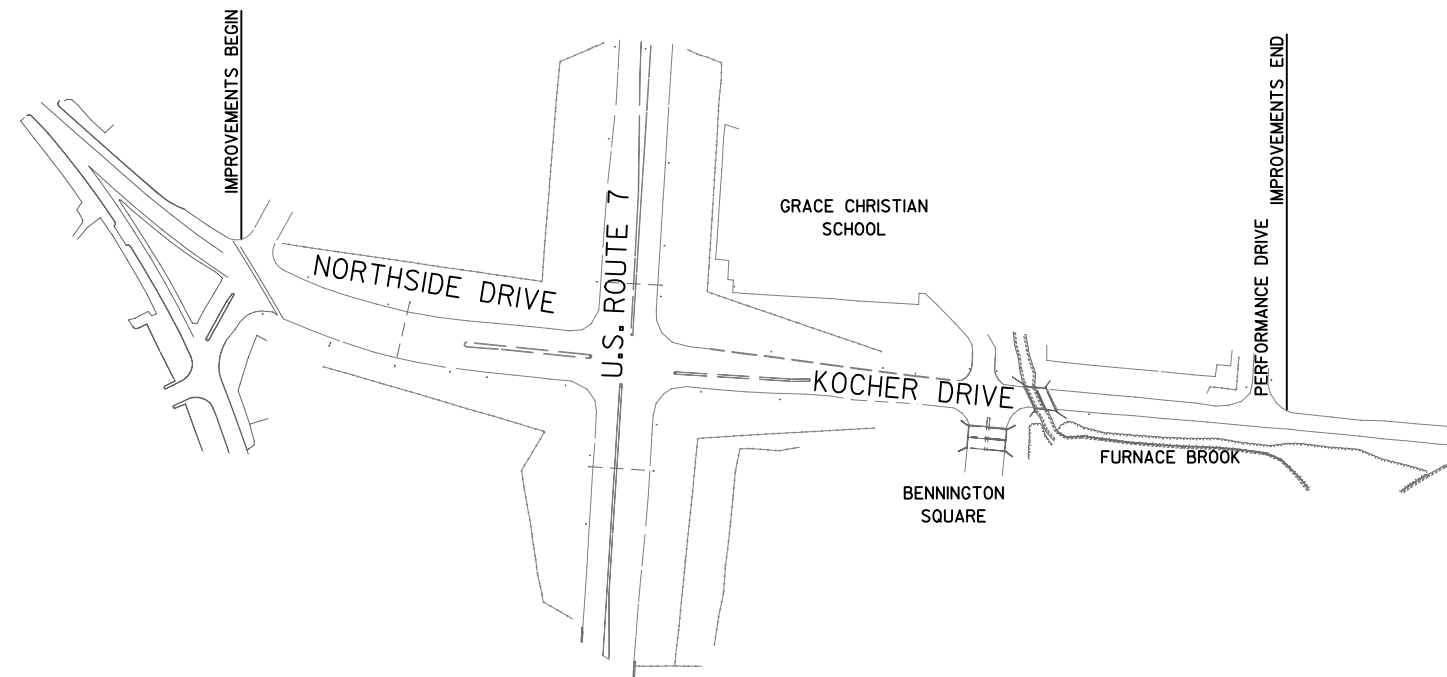 IMPROVEMENTS BEGIN
NORTHSIDE DRIVE
U.S. ROUTE 7
GRACE CHRISTIAN
SCHOOL
KOCHER DRIVE
BENNINGTON
SQUARE
FURNACE BROOK
PERFORMANCE DRIVE
IMPROVEMENTS END